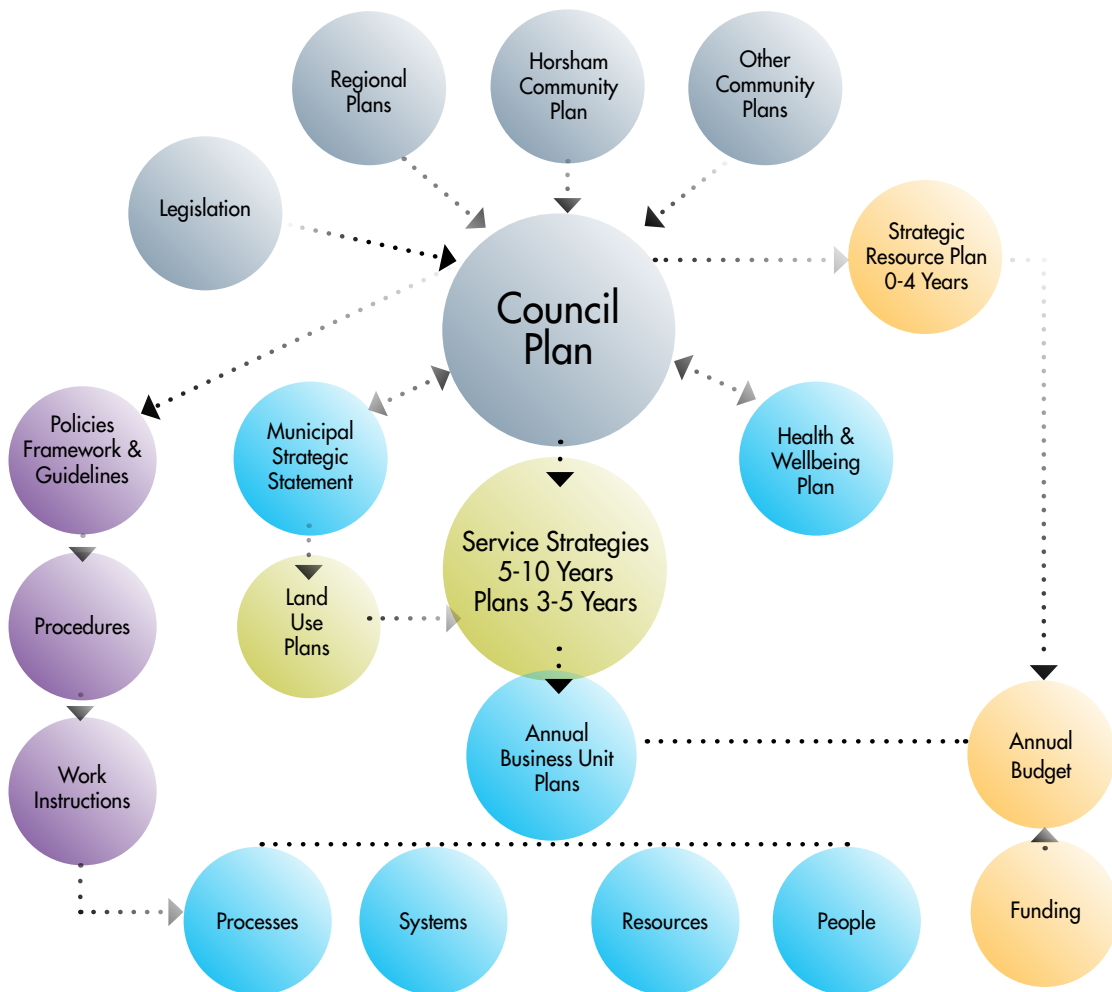 Regional
Plans
Horsham
Community
Plan
Other
Community
Plans
Legislation
Strategic
Resource Plan
0-4 Years
Council
Plan
Policies
Framework &
Guidelines
Municipal
Strategic
Statement
Health &
Wellbeing
Plan
Service Strategies
5-10 Years
Plans 3-5 Years
Land
Use
Plans
Procedures
Annual
Business Unit
Plans
Annual
Budget
Work
Instructions
Processes
Systems
Resources
People
Funding